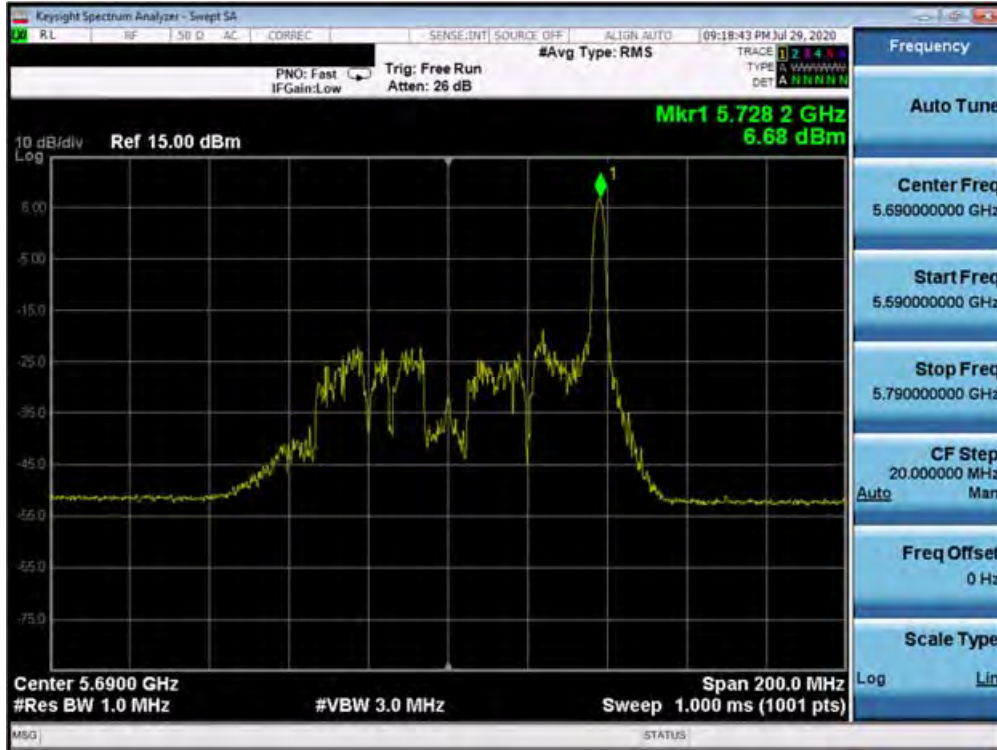 Keysight Spectrum Analyzer - Swept SA
RL RF 50 Ω AC CORREC SENSE:INT SOURCE OFF ALIGN AUTO 09:18:43 PM Jul 29, 2020
#Avg Type: RMS
TRACE 1 2 3 4 5 6
PNO: Fast Trig: Free Run
TYPE A
IFGain:Low Atten: 26 dB
DET A N N N N N
Mkr1 5.728 2 GHz
6.68 dBm
10 dB/div Ref 15.00 dBm
Log
1
5.00
-5.00
-15.0
-25.0
-35.0
-45.0
-55.0
-65.0
-75.0
Center 5.6900 GHz Span 200.0 MHz
#Res BW 1.0 MHz #VBW 3.0 MHz Sweep 1.000 ms (1001 pts)
MSG STATUS
Frequency
Auto Tune
Center Freq
5.690000000 GHz
Start Freq
5.590000000 GHz
Stop Freq
5.790000000 GHz
CF Step
20.000000 MHz
Auto Man
Freq Offset
0 Hz
Scale Type
Log Lin